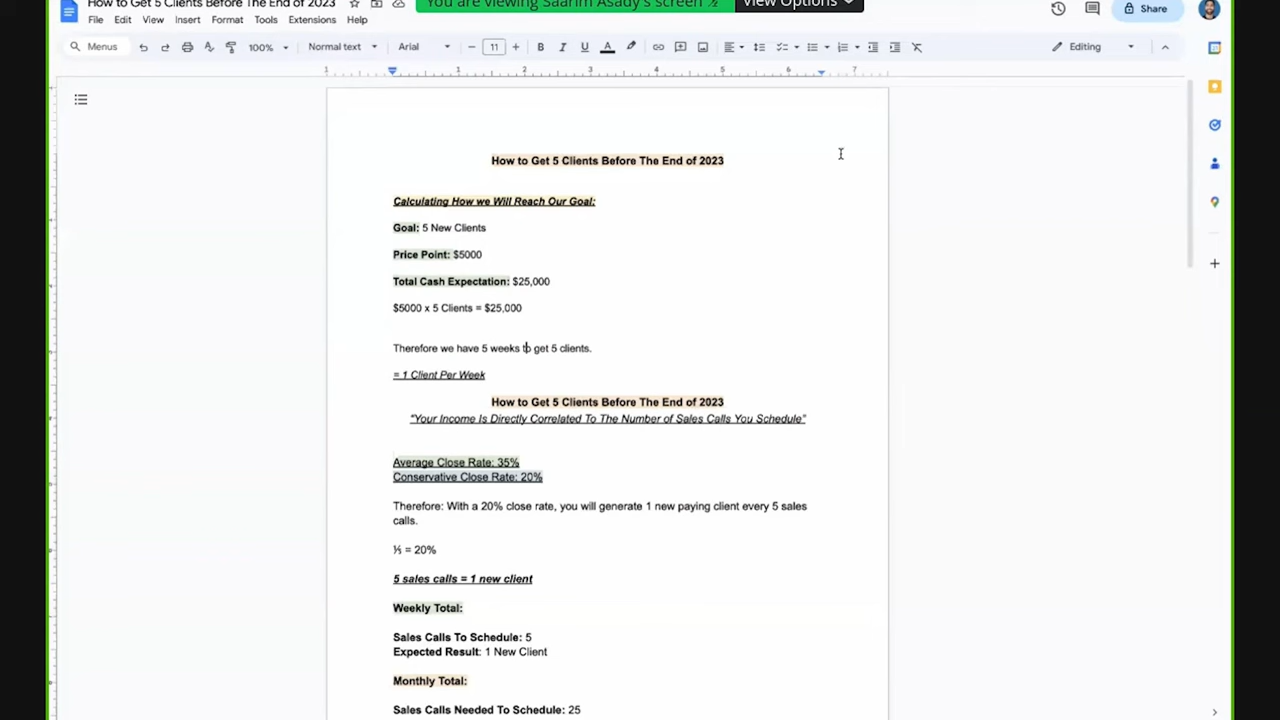 How to Get 5 Clients Before The End of 2023
You are viewing Saarim Asady's screen
View Options
Share
File Edit View Insert Format Tools Extensions Help
Menus
100%
Normal text
Arial
11
Editing
1 1 2 3 4 5 6 7
How to Get 5 Clients Before The End of 2023
Calculating How we Will Reach Our Goal:
Goal: 5 New Clients
Price Point: $5000
Total Cash Expectation: $25,000
$5000 x 5 Clients = $25,000
Therefore we have 5 weeks to get 5 clients.
= 1 Client Per Week
How to Get 5 Clients Before The End of 2023
“Your Income Is Directly Correlated To The Number of Sales Calls You Schedule”
Average Close Rate: 35%
Conservative Close Rate: 20%
Therefore: With a 20% close rate, you will generate 1 new paying client every 5 sales
calls.
⅕ = 20%
5 sales calls = 1 new client
Weekly Total:
Sales Calls To Schedule: 5
Expected Result: 1 New Client
Monthly Total:
Sales Calls Needed To Schedule: 25